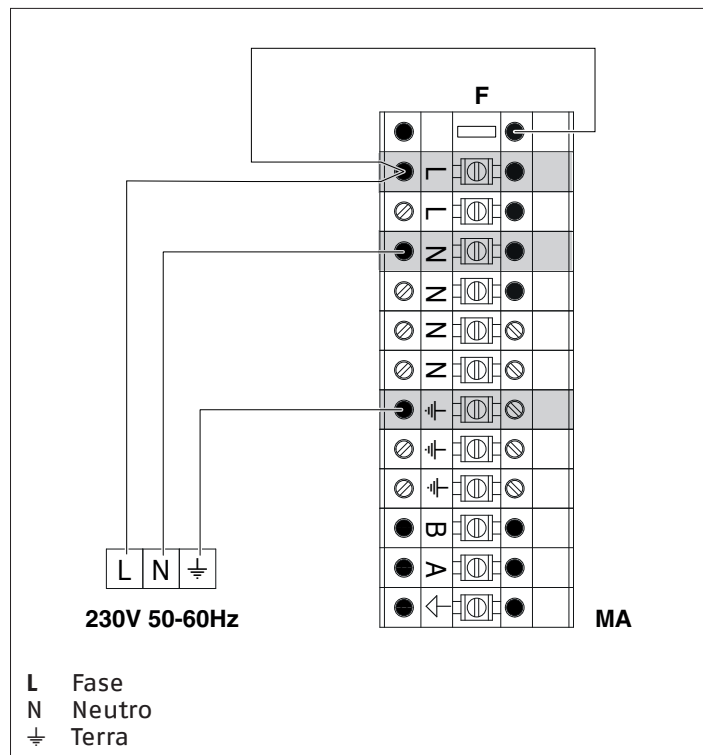 F
L
L
N
N
N
N
⏚
⏚
⏚
B
A
L N ⏚
230V 50-60Hz
MA
L Fase
N Neutro
⏚ Terra